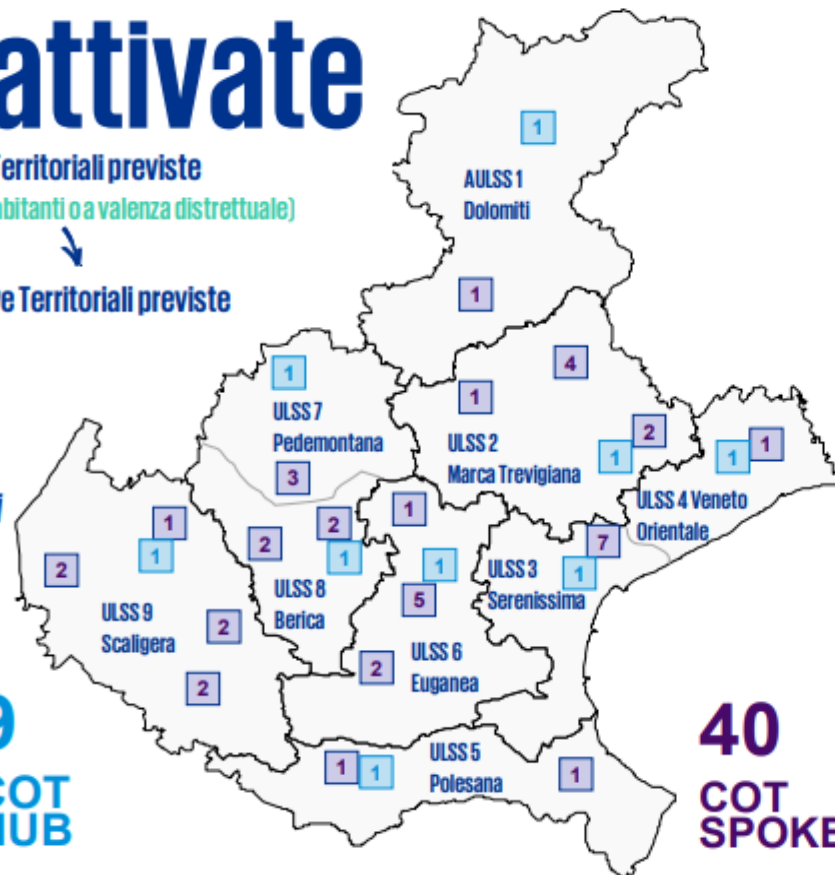 attivate
Territoriali previste
abitanti o a valenza distrettuale)
e Territoriali previste
1
AULSS 1
Dolomiti
1
1
ULSS 7
Pedemontana
3
4
1
2
1
ULSS 2
Marca Trevigiana
1
1
ULSS 4 Veneto
Orientale
1
1
2
2
2
ULSS 9
Scaligera
2
2
1
ULSS 8
Berica
1
1
5
2
ULSS 6
Euganea
7
1
ULSS 3
Serenissima
1
1
ULSS 5
Polesana
1
9
COT
HUB
40
COT
SPOKE